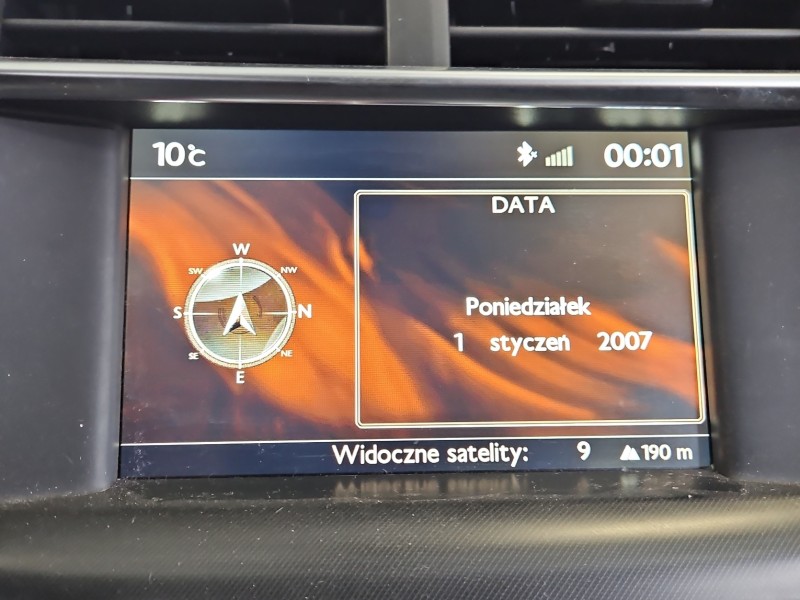 10°C 00:01
DATA
W
SW NW
S N
SE NE
E
Poniedziałek
1 styczeń 2007
Widoczne satelity: 9 190 m